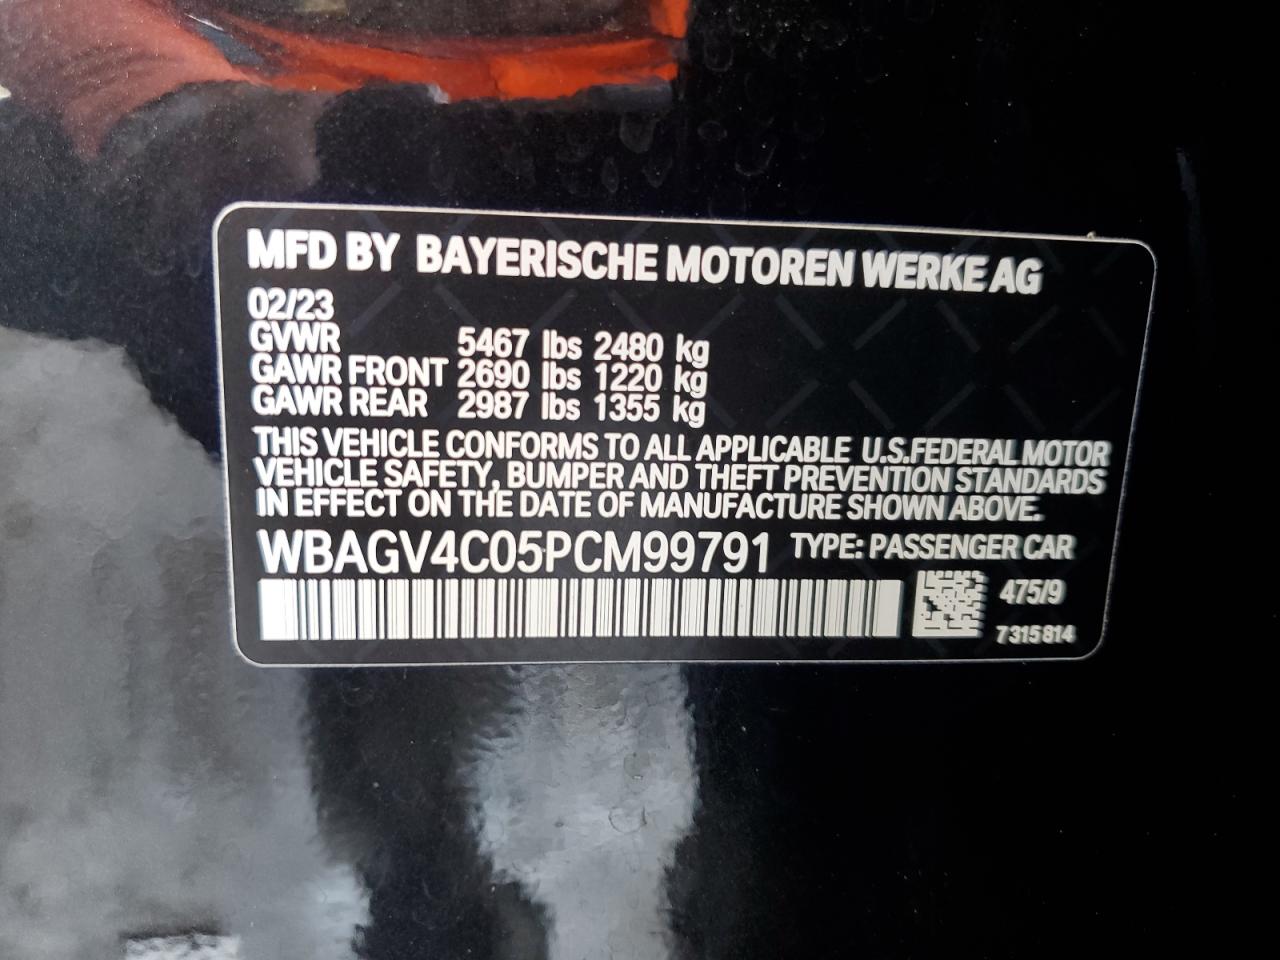 MFD BY BAYERISCHE MOTOREN WERKE AG
02/23
GVWR 5467 lbs 2480 kg
GAWR FRONT 2690 lbs 1220 kg
GAWR REAR 2987 lbs 1355 kg
THIS VEHICLE CONFORMS TO ALL APPLICABLE U.S.FEDERAL MOTOR
VEHICLE SAFETY, BUMPER AND THEFT PREVENTION STANDARDS
IN EFFECT ON THE DATE OF MANUFACTURE SHOWN ABOVE.
WBAGV4C05PCM99791 TYPE: PASSENGER CAR
475/9
7315814